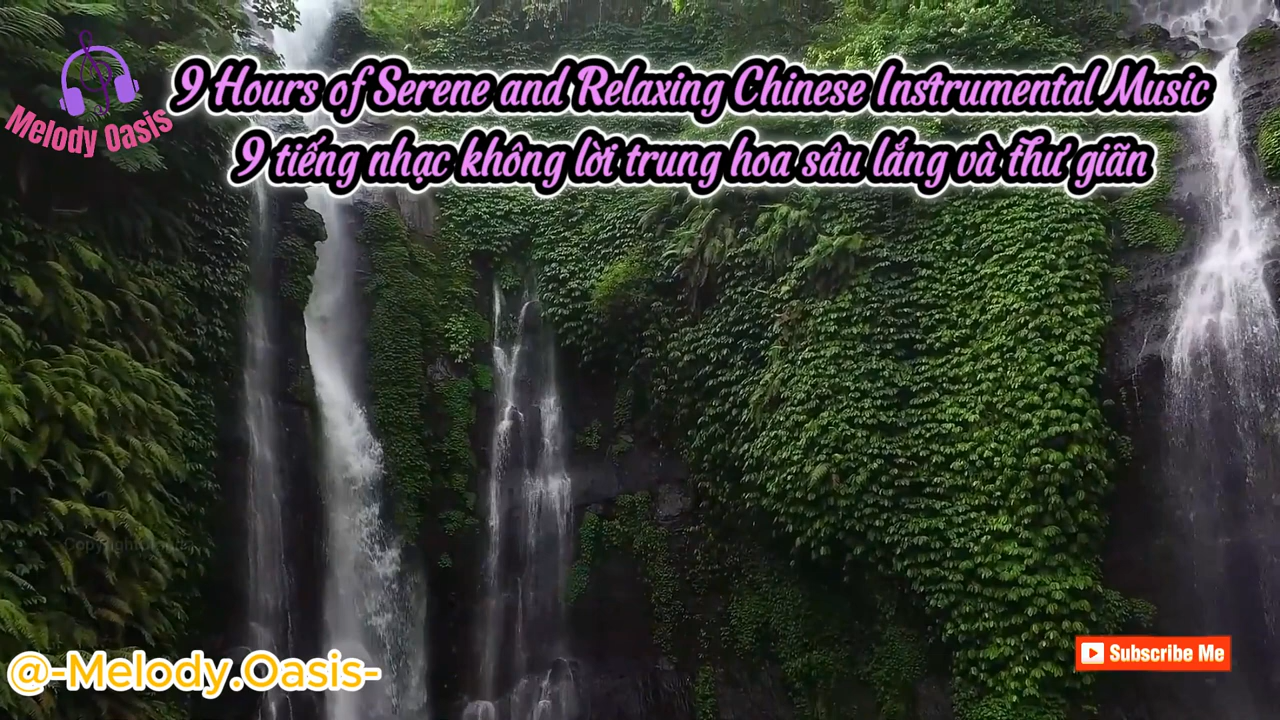 Melody Oasis
9 Hours of Serene and Relaxing Chinese Instrumental Music
9 tiếng nhạc không lời trung hoa sâu lắng và thư giãn
@-Melody.Oasis-
Subscribe Me